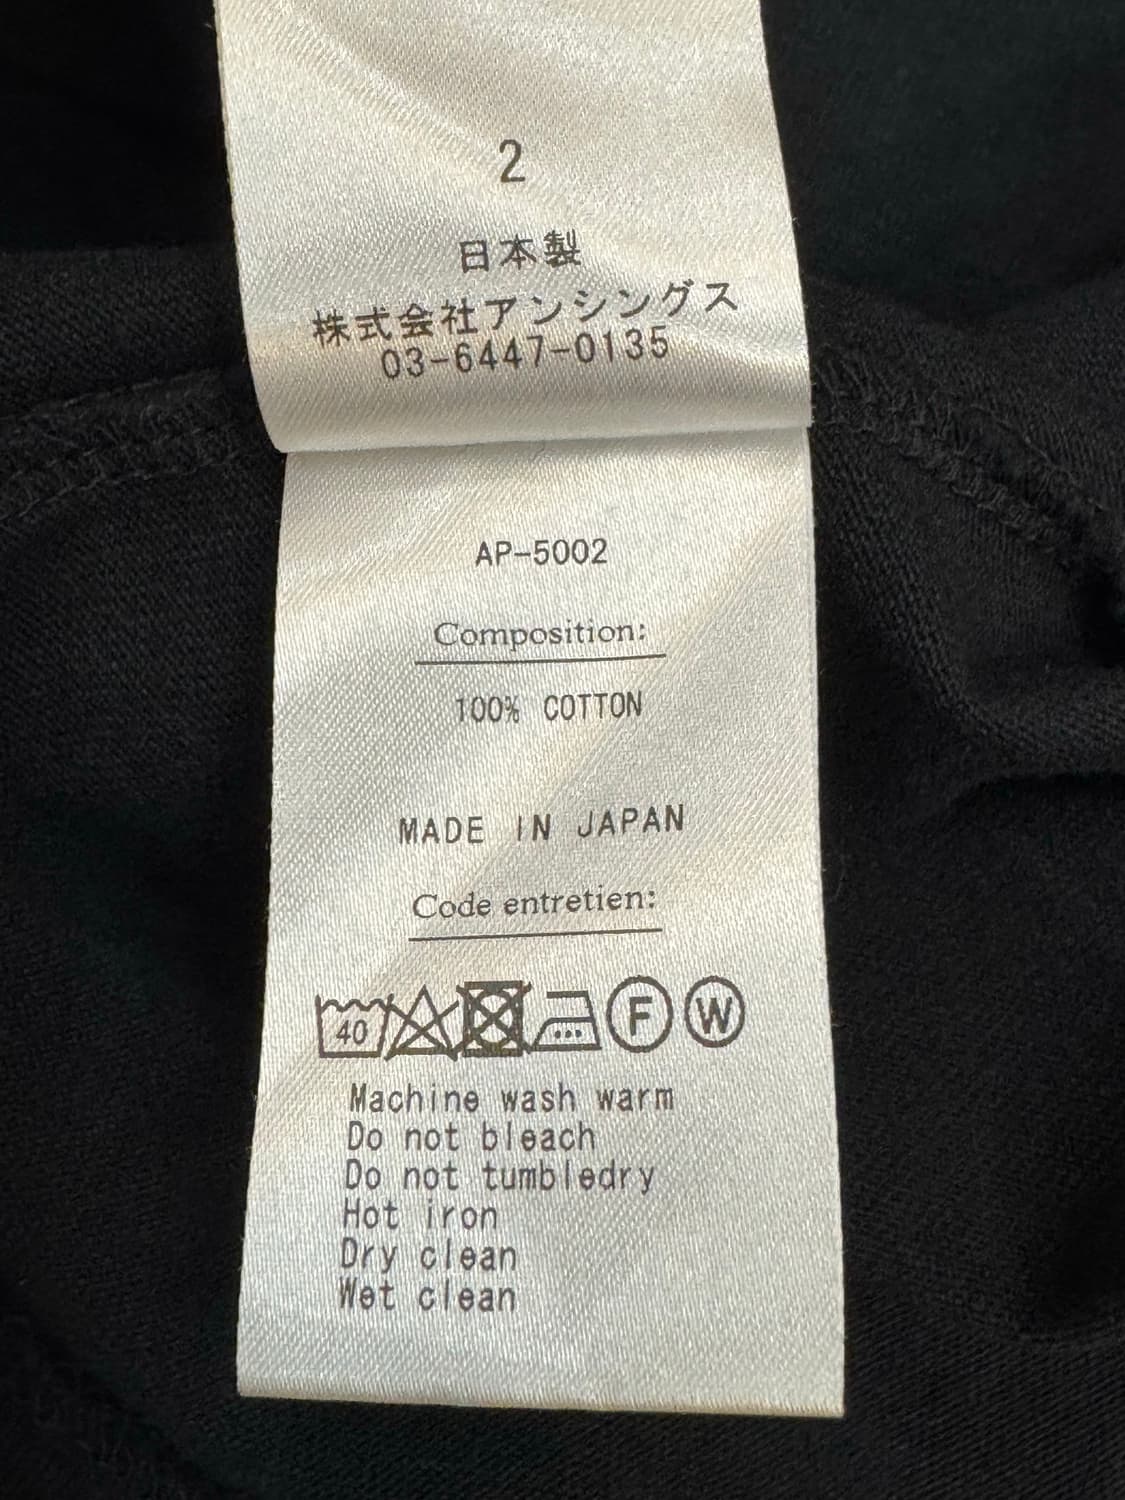 2
日本製
株式会社アンシングス
03-6447-0135
AP-5002
Composition:
100% COTTON
MADE IN JAPAN
Code entretien:
40 F W
Machine wash warm
Do not bleach
Do not tumbledry
Hot iron
Dry clean
Wet clean